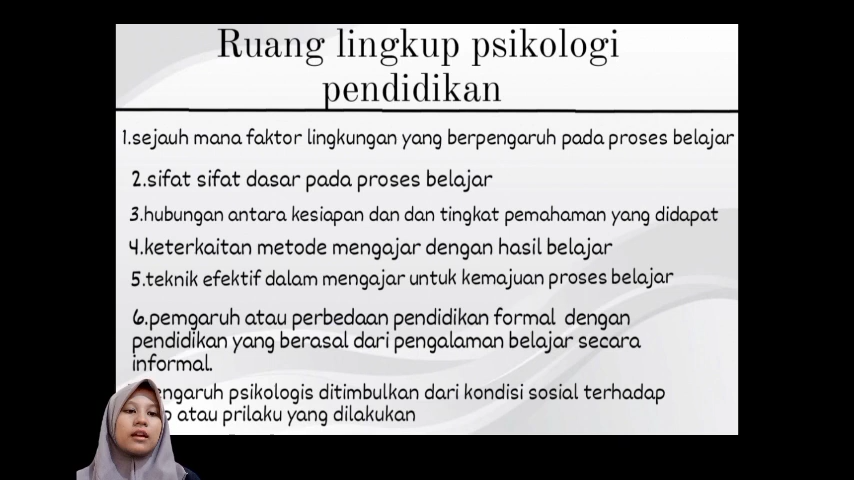 Ruang lingkup psikologi
pendidikan
1.sejauh mana faktor lingkungan yang berpengaruh pada proses belajar
2.sifat sifat dasar pada proses belajar
3.hubungan antara kesiapan dan dan tingkat pemahaman yang didapat
4.keterkaitan metode mengajar dengan hasil belajar
5.teknik efektif dalam mengajar untuk kemajuan proses belajar
6.pemgaruh atau perbedaan pendidikan formal dengan
pendidikan yang berasal dari pengalaman belajar secara
informal.
psikologis ditimbulkan dari kondisi sosial terhadap
atau prilaku yang dilakukan